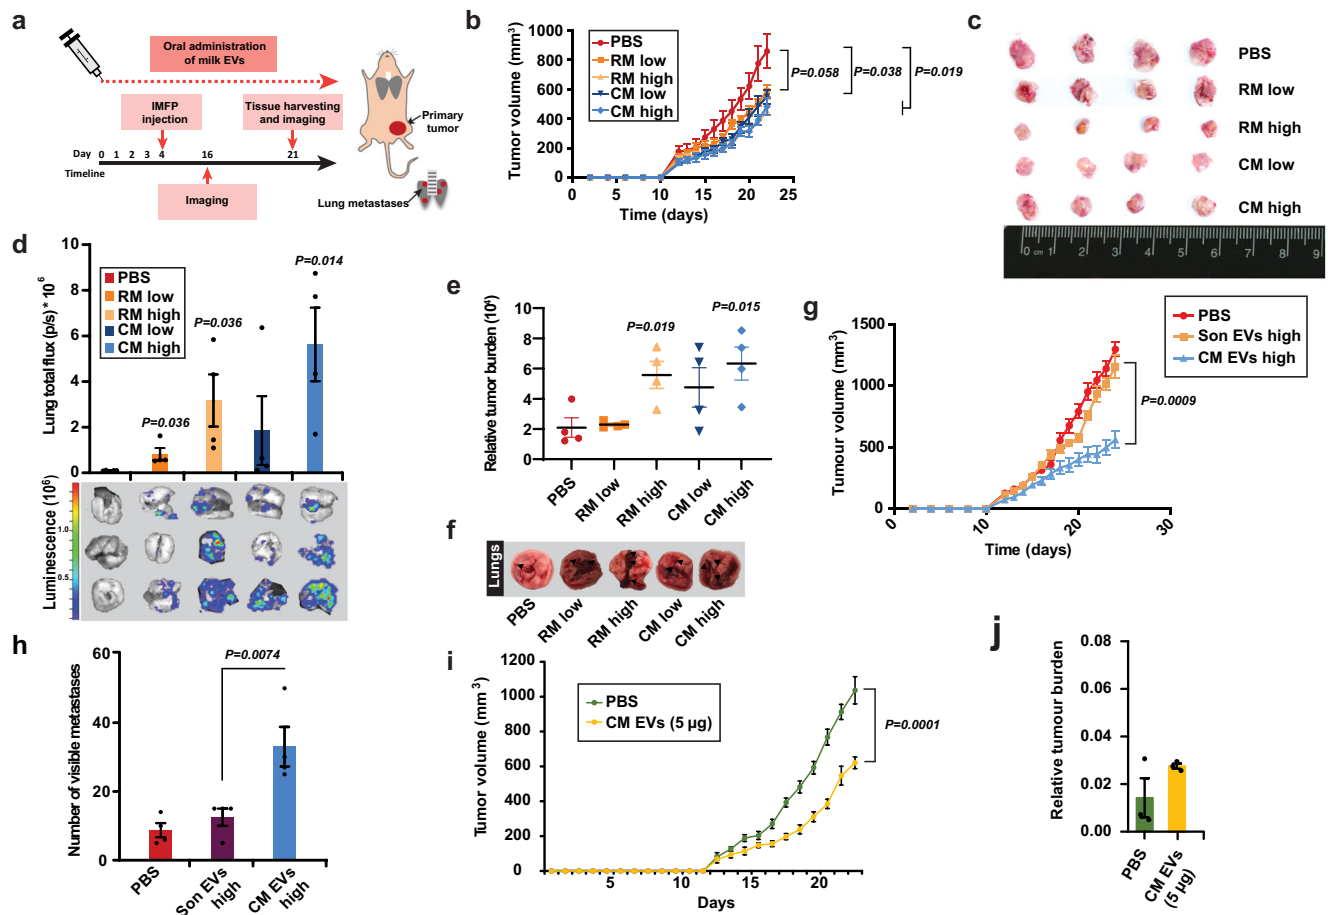 a
Oral administration
of milk EVs
IMFP
injection
Tissue harvesting
and imaging
Day
0 1 2 3 4 16 21
Timeline
Imaging
Primary
tumor
Lung metastases
b
Tumor volume (mm³)
1000
800
600
400
200
0
0 5 10 15 20 25
Time (days)
PBS
RM low
RM high
CM low
CM high
P=0.058
P=0.038
P=0.019
c
PBS
RM low
RM high
CM low
CM high
0 cm 1 2 3 4 5 6 7 8 9
d
Lung total flux (p/s) * 10⁶
10
8
6
4
2
0
PBS
RM low
RM high
CM low
CM high
P=0.036
P=0.036
P=0.014
Luminescence (10⁶)
1.0
0.5
e
Relative tumor burden (10⁴)
10
8
6
4
2
0
P=0.019
P=0.015
PBS
RM low
RM high
CM low
CM high
f
Lungs
PBS
RM low
RM high
CM low
CM high
g
Tumour volume (mm³)
1500
1000
500
0
0 10 20 30
Time (days)
PBS
Son EVs high
CM EVs high
P=0.0009
h
Number of visible metastases
60
40
20
0
P=0.0074
PBS
Son EVs
high
CM EVs
high
i
Tumor volume (mm³)
1200
1000
800
600
400
200
0
5 10 15 20
Days
PBS
CM EVs (5 µg)
P=0.0001
j
Relative tumour burden
0.08
0.06
0.04
0.02
0.00
PBS
CM EVs
(5 µg)